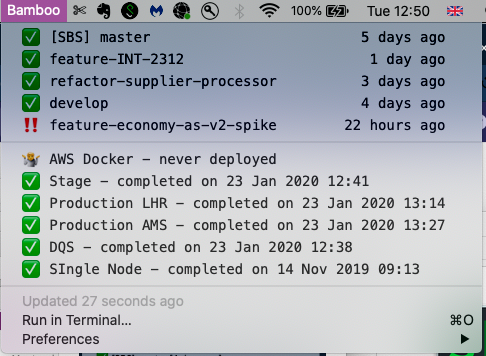 Bamboo 100% Tue 12:50
[SBS] master 5 days ago
feature-INT-2312 1 day ago
refactor-supplier-processor 3 days ago
develop 4 days ago
feature-economy-as-v2-spike 22 hours ago
AWS Docker – never deployed
Stage – completed on 23 Jan 2020 12:41
Production LHR – completed on 23 Jan 2020 13:14
Production AMS – completed on 23 Jan 2020 13:27
DQS – completed on 23 Jan 2020 12:38
SIngle Node – completed on 14 Nov 2019 09:13
Updated 27 seconds ago
Run in Terminal... ⌘O
Preferences